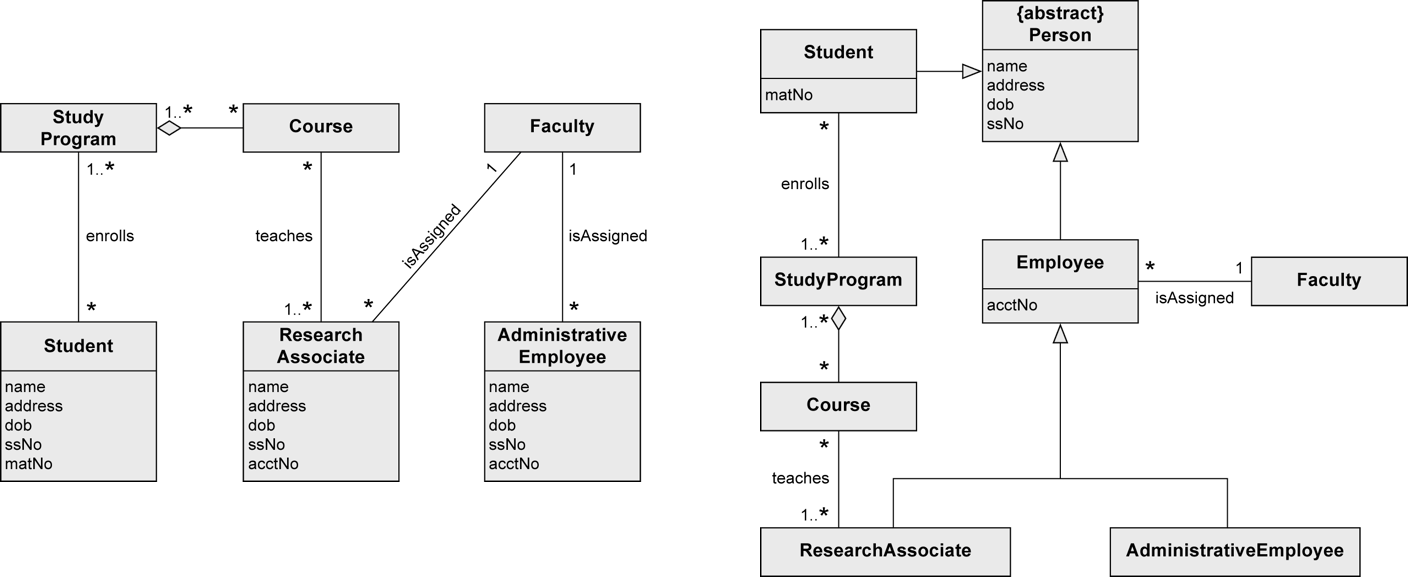 Study
Program
1..*
*
Course
Faculty
1..*
*
1
1
enrolls
teaches
isAssigned
isAssigned
*
1..*
*
*
Student
name
address
dob
ssNo
matNo
Research
Associate
name
address
dob
ssNo
acctNo
Administrative
Employee
name
address
dob
ssNo
acctNo
Student
matNo
{abstract}
Person
name
address
dob
ssNo
*
enrolls
1..*
StudyProgram
1..*
*
Course
*
teaches
1..*
ResearchAssociate
Employee
acctNo
*
1
isAssigned
Faculty
AdministrativeEmployee